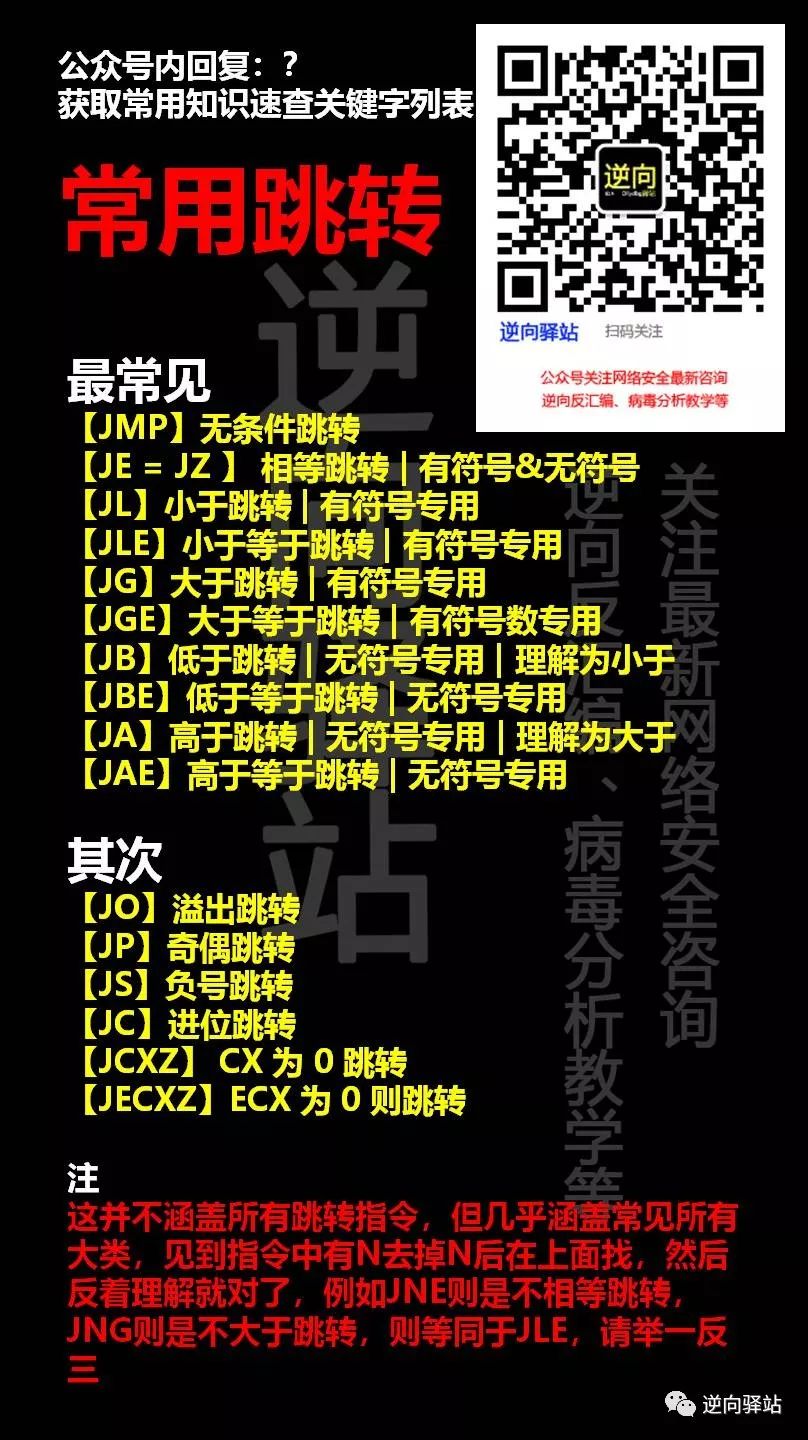 公众号内回复：?
获取常用知识速查关键字列表
逆向
逆向驿站 扫码关注
公众号关注网络安全最新咨询
逆向反汇编、病毒分析教学等
常用跳转
最常见
【JMP】无条件跳转
【JE = JZ 】 相等跳转 | 有符号&无符号
【JL】小于跳转 | 有符号专用
【JLE】小于等于跳转 | 有符号专用
【JG】大于跳转 | 有符号专用
【JGE】大于等于跳转 | 有符号数专用
【JB】低于跳转 | 无符号专用 | 理解为小于
【JBE】低于等于跳转 | 无符号专用
【JA】高于跳转 | 无符号专用 | 理解为大于
【JAE】高于等于跳转 | 无符号专用
其次
【JO】溢出跳转
【JP】奇偶跳转
【JS】负号跳转
【JC】进位跳转
【JCXZ】 CX 为 0 跳转
【JECXZ】ECX 为 0 则跳转
注
这并不涵盖所有跳转指令，但几乎涵盖常见所有
大类，见到指令中有N去掉N后在上面找，然后
反着理解就对了，例如JNE则是不相等跳转，
JNG则是不大于跳转，则等同于JLE，请举一反
三
逆向驿站
关注最新网络安全咨询
逆向反汇编、病毒分析教学等
逆向驿站